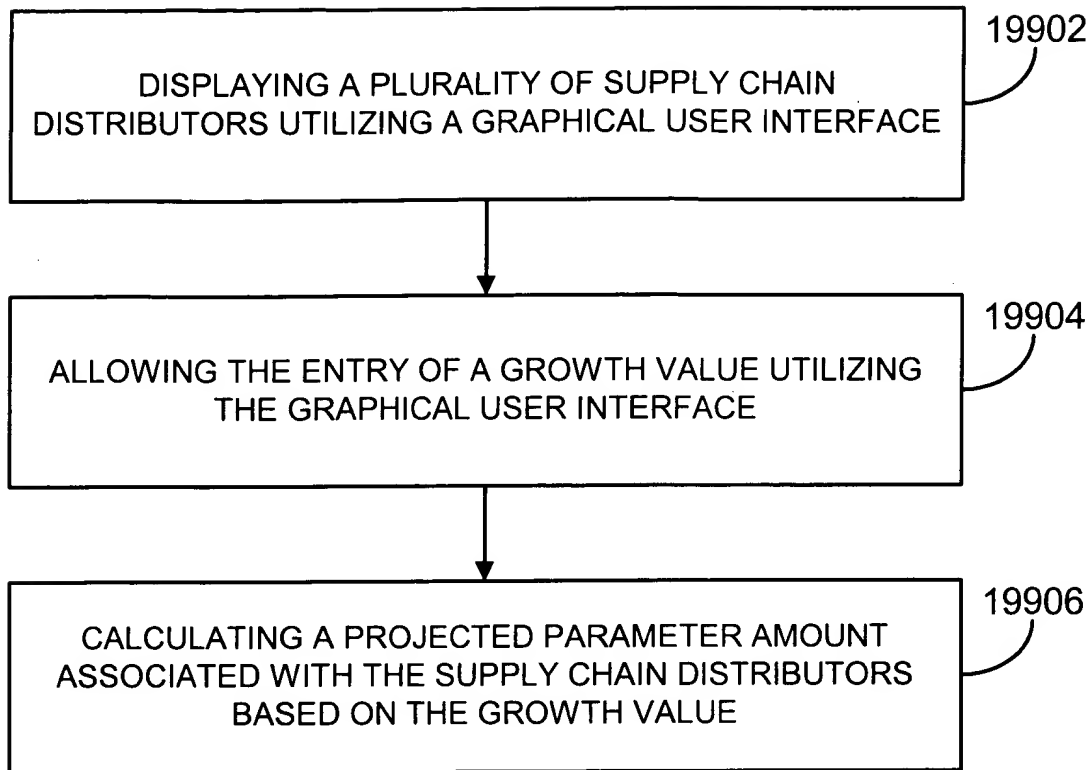 19902
DISPLAYING A PLURALITY OF SUPPLY CHAIN
DISTRIBUTORS UTILIZING A GRAPHICAL USER INTERFACE
19904
ALLOWING THE ENTRY OF A GROWTH VALUE UTILIZING
THE GRAPHICAL USER INTERFACE
19906
CALCULATING A PROJECTED PARAMETER AMOUNT
ASSOCIATED WITH THE SUPPLY CHAIN DISTRIBUTORS
BASED ON THE GROWTH VALUE